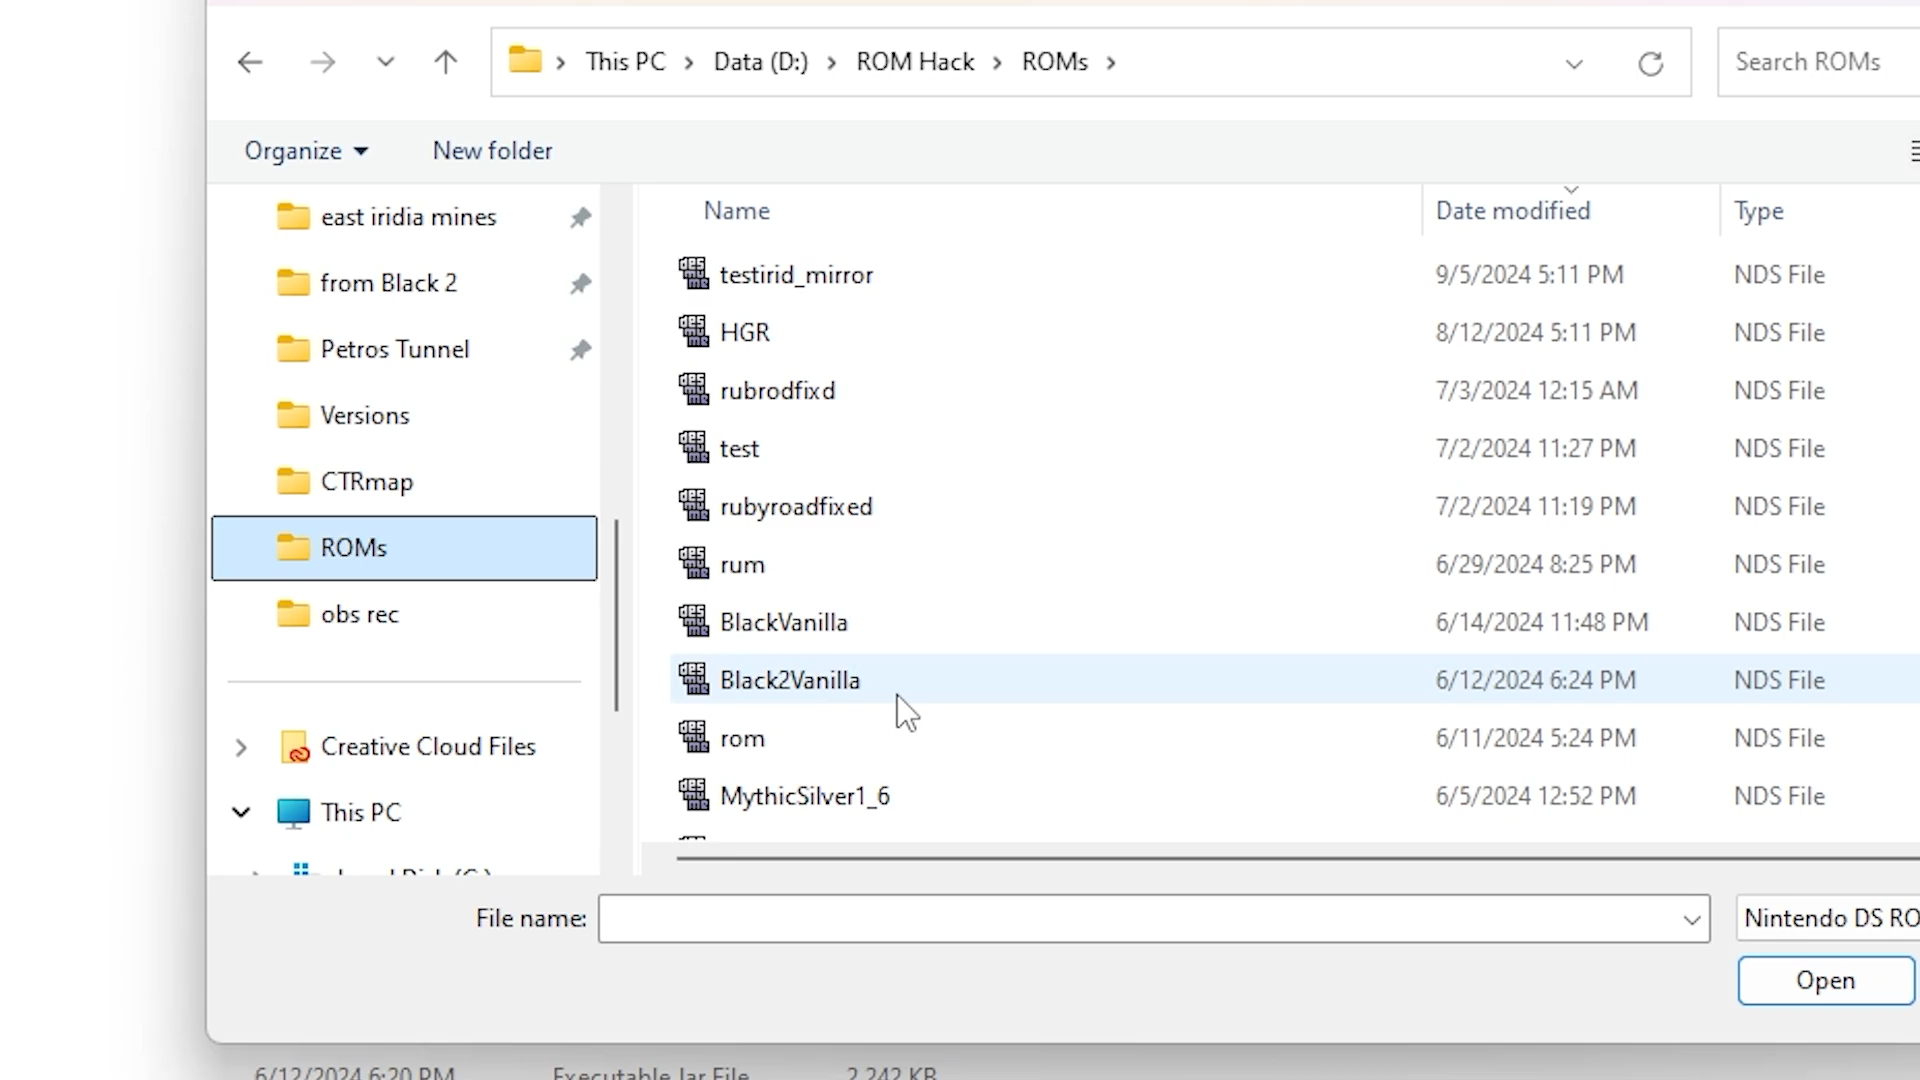 This PC > Data (D:) > ROM Hack > ROMs >
Search ROMs
Organize
New folder
Name
Date modified
Type
east iridia mines
from Black 2
Petros Tunnel
Versions
CTRmap
ROMs
obs rec
Creative Cloud Files
This PC
testirid_mirror 9/5/2024 5:11 PM NDS File
HGR 8/12/2024 5:11 PM NDS File
rubrodfixd 7/3/2024 12:15 AM NDS File
test 7/2/2024 11:27 PM NDS File
rubyroadfixed 7/2/2024 11:19 PM NDS File
rum 6/29/2024 8:25 PM NDS File
BlackVanilla 6/14/2024 11:48 PM NDS File
Black2Vanilla 6/12/2024 6:24 PM NDS File
rom 6/11/2024 5:24 PM NDS File
MythicSilver1_6 6/5/2024 12:52 PM NDS File
File name:
Nintendo DS RO
Open
6/12/2024 6:20 PM Executable Jar File 2,242 KB